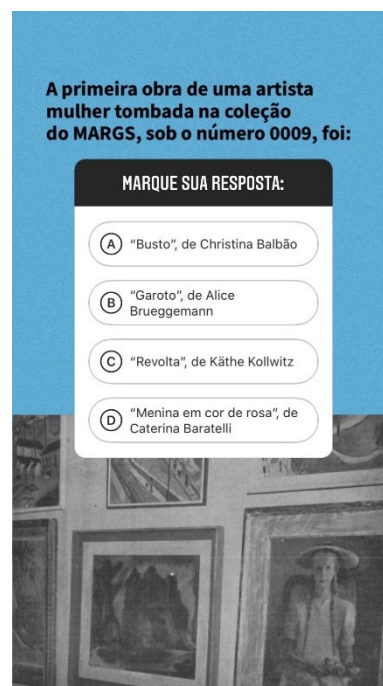 A primeira obra de uma artista
mulher tombada na coleção
do MARGS, sob o número 0009, foi:
MARQUE SUA RESPOSTA:
A "Busto", de Christina Balbão
B "Garoto", de Alice
Brueggemann
C "Revolta", de Käthe Kollwitz
D "Menina em cor de rosa", de
Caterina Baratelli